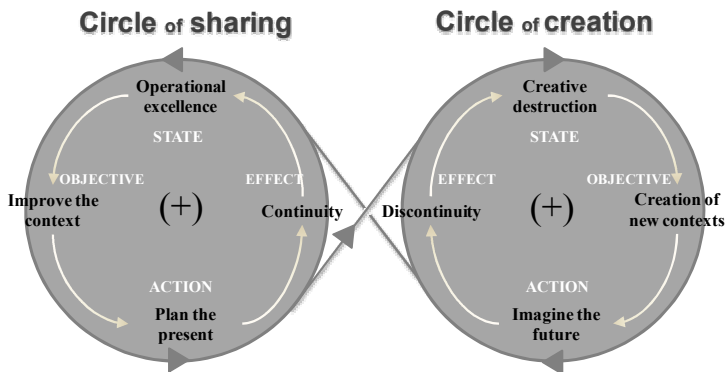 Circle of sharing
Operational
excellence
STATE
OBJECTIVE
EFFECT
Improve the
context
(+)
Continuity
ACTION
Plan the
present
Circle of creation
Creative
destruction
STATE
EFFECT
OBJECTIVE
Discontinuity
(+)
Creation of
new contexts
ACTION
Imagine the
future